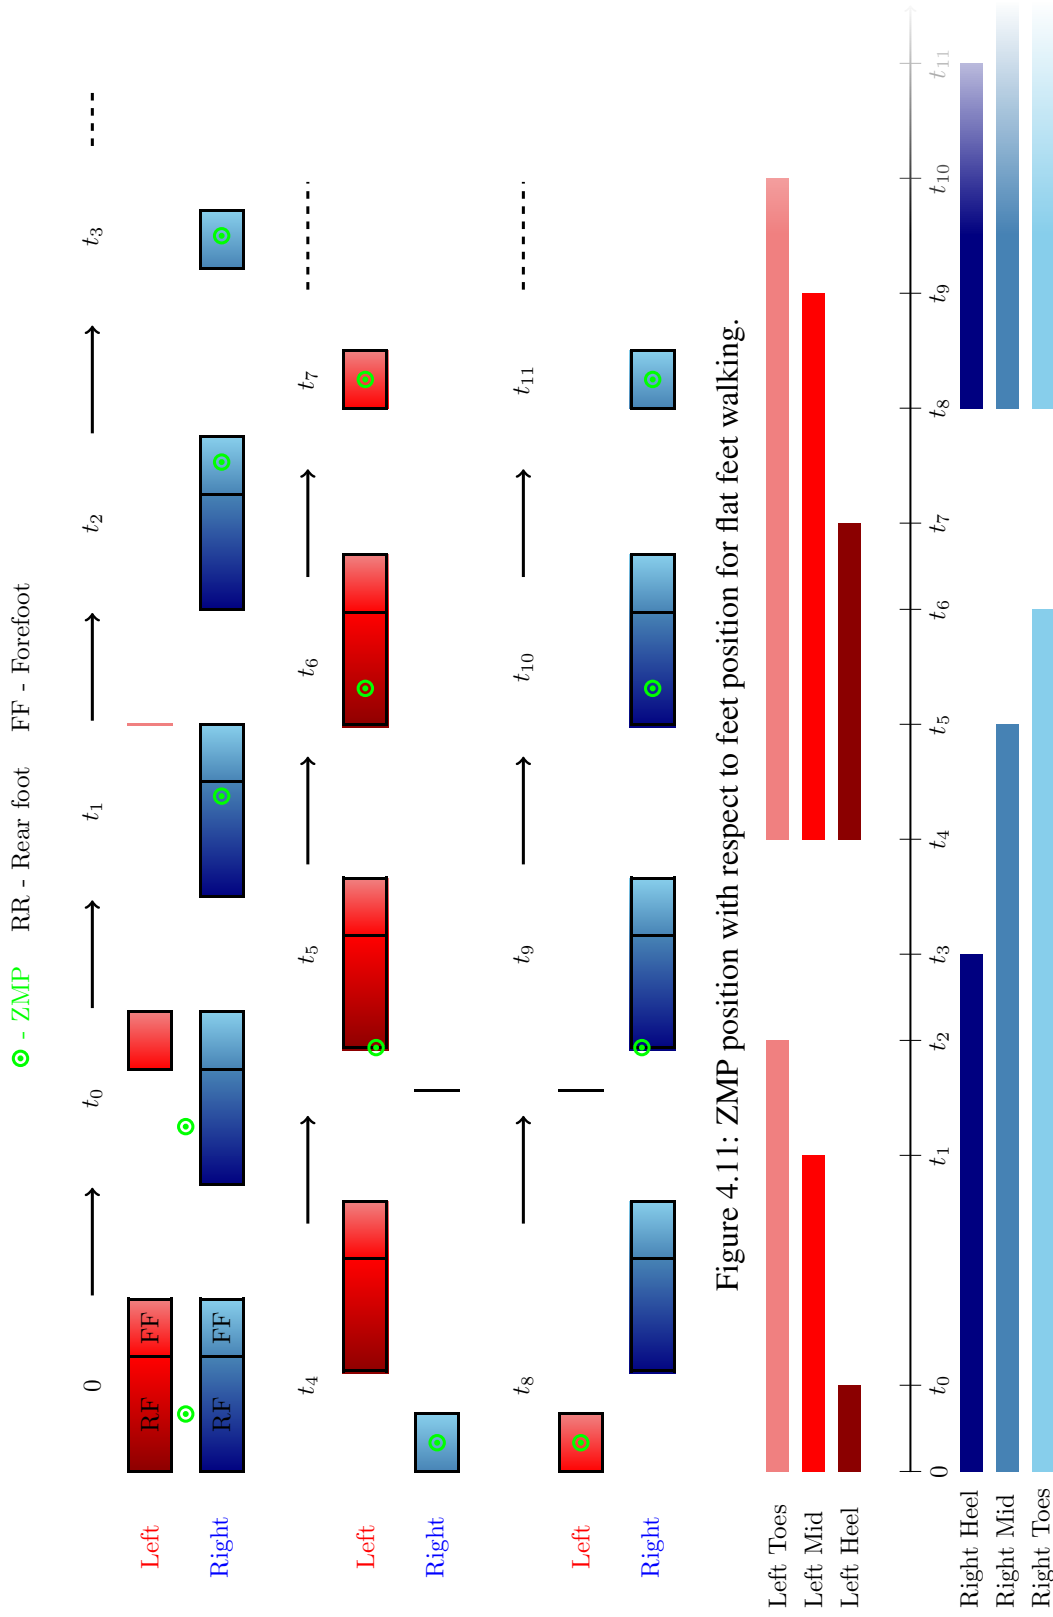 ⊙ - ZMP RR - Rear foot FF - Forefoot
0 t0 t1 t2 t3
Left RF FF
Right RF FF
t4 t5 t6 t7
Left
Right
t8 t9 t10 t11
Left
Right
Figure 4.11: ZMP position with respect to feet position for flat feet walking.
Left Toes
Left Mid
Left Heel
0 t0 t1 t2 t3 t4 t5 t6 t7 t8 t9 t10 t11
Right Heel
Right Mid
Right Toes